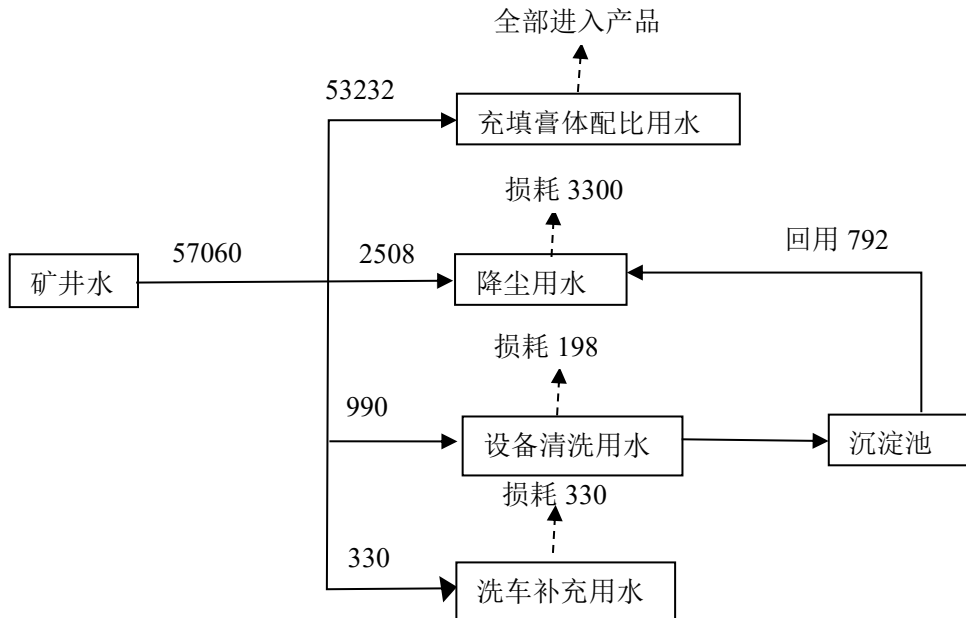 全部进入产品
53232
充填膏体配比用水
损耗 3300
回用 792
57060
2508
矿井水
降尘用水
损耗 198
990
设备清洗用水
沉淀池
损耗 330
330
洗车补充用水